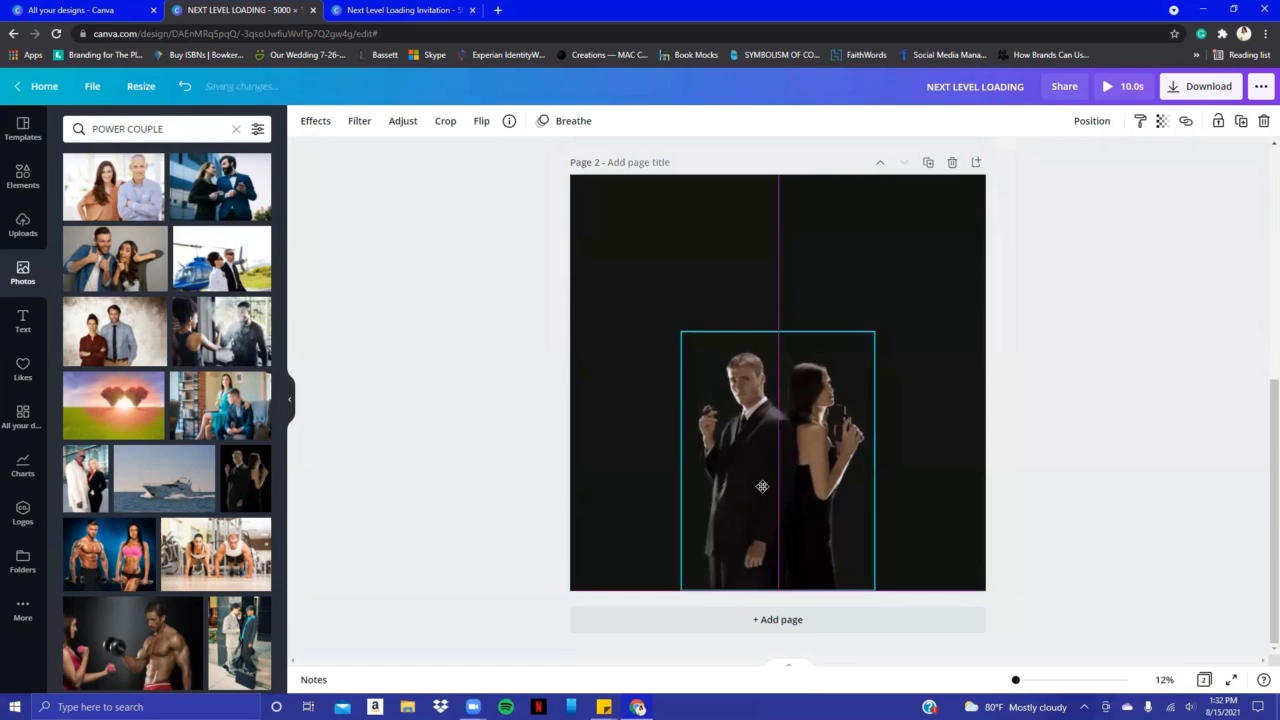 All your designs - Canva
NEXT LEVEL LOADING - 5000 ×
Next Level Loading Invitation - 5
canva.com/design/DAEnMRq5pqQ/-3qsoUwfiuWvITp7Q2gw4g/edit#
Apps
Branding for The Pl...
Buy ISBNs | Bowker...
Our Wedding 7-26-...
Backcountry
Skype
Experian IdentityW...
Creations — MAC C...
Book Mocks
SYMBOLISM OF CO...
FaithWords
Social Media Mana...
How Brands Can Us...
»
Reading list
Home
File
Resize
Saving changes...
NEXT LEVEL LOADING
Share
10.0s
Download
Templates
Elements
Uploads
Photos
Text
Likes
All your d...
Charts
Logos
CO.
Folders
More
POWER COUPLE
Effects
Filter
Adjust
Crop
Flip
Breathe
Position
Page 2 - Add page title
+ Add page
Notes
12%
2
Type here to search
80°F Mostly cloudy
1:32 PM
8/15/2021